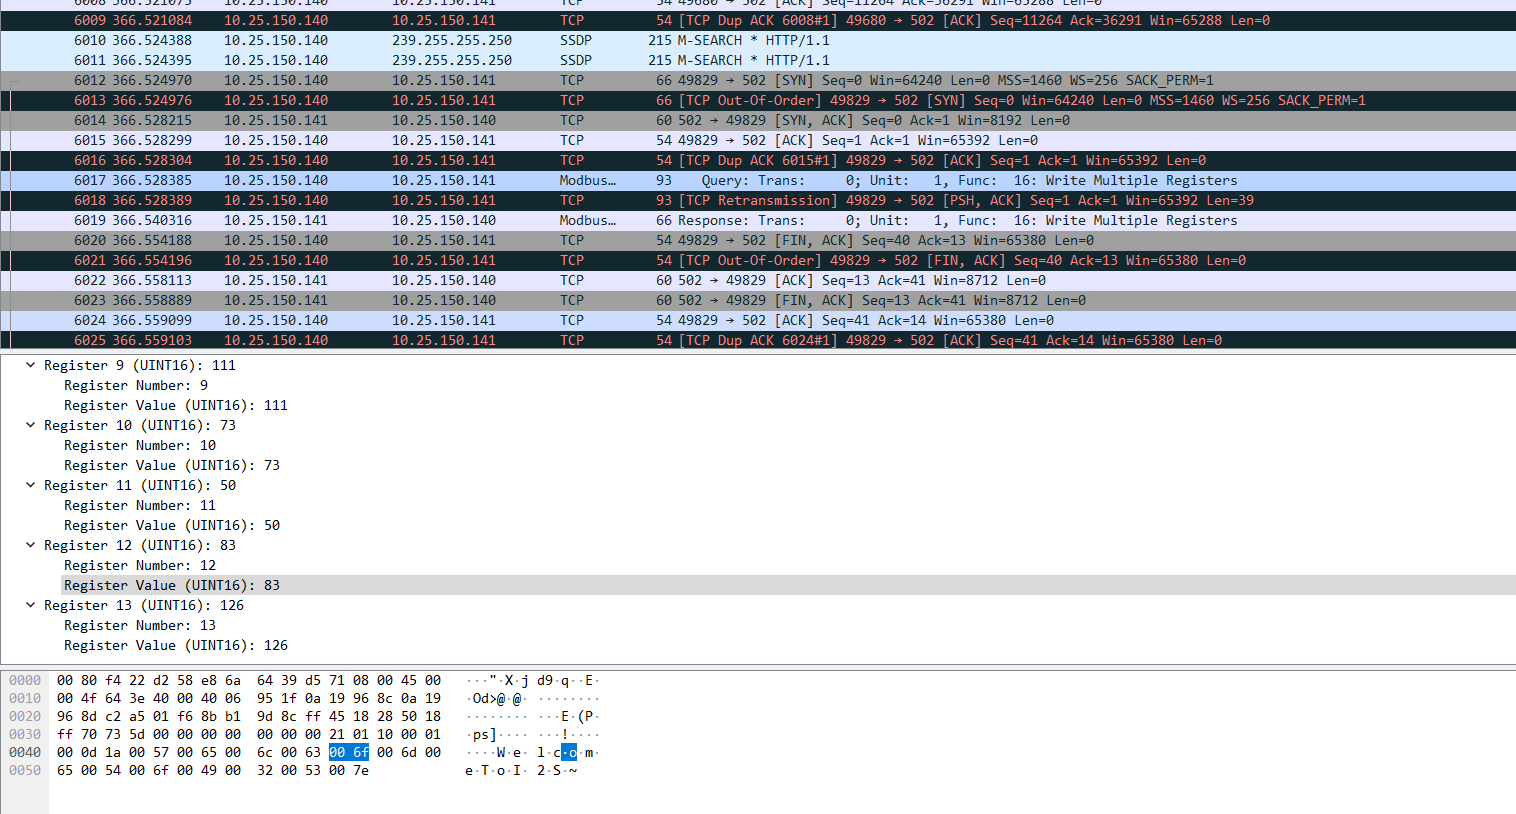 6008 366.521075 10.25.150.140 10.25.150.141 TCP 54 49680 → 502 [ACK] Seq=11264 Ack=36291 Win=65288 Len=0
6009 366.521084 10.25.150.140 10.25.150.141 TCP 54 [TCP Dup ACK 6008#1] 49680 → 502 [ACK] Seq=11264 Ack=36291 Win=65288 Len=0
6010 366.524388 10.25.150.140 239.255.255.250 SSDP 215 M-SEARCH * HTTP/1.1
6011 366.524395 10.25.150.140 239.255.255.250 SSDP 215 M-SEARCH * HTTP/1.1
6012 366.524970 10.25.150.140 10.25.150.141 TCP 66 49829 → 502 [SYN] Seq=0 Win=64240 Len=0 MSS=1460 WS=256 SACK_PERM=1
6013 366.524976 10.25.150.140 10.25.150.141 TCP 66 [TCP Out-Of-Order] 49829 → 502 [SYN] Seq=0 Win=64240 Len=0 MSS=1460 WS=256 SACK_PERM=1
6014 366.528215 10.25.150.141 10.25.150.140 TCP 60 502 → 49829 [SYN, ACK] Seq=0 Ack=1 Win=8192 Len=0
6015 366.528299 10.25.150.140 10.25.150.141 TCP 54 49829 → 502 [ACK] Seq=1 Ack=1 Win=65392 Len=0
6016 366.528304 10.25.150.140 10.25.150.141 TCP 54 [TCP Dup ACK 6015#1] 49829 → 502 [ACK] Seq=1 Ack=1 Win=65392 Len=0
6017 366.528385 10.25.150.140 10.25.150.141 Modbus… 93 Query: Trans: 0; Unit: 1, Func: 16: Write Multiple Registers
6018 366.528389 10.25.150.140 10.25.150.141 TCP 93 [TCP Retransmission] 49829 → 502 [PSH, ACK] Seq=1 Ack=1 Win=65392 Len=39
6019 366.540316 10.25.150.141 10.25.150.140 Modbus… 66 Response: Trans: 0; Unit: 1, Func: 16: Write Multiple Registers
6020 366.554188 10.25.150.140 10.25.150.141 TCP 54 49829 → 502 [FIN, ACK] Seq=40 Ack=13 Win=65380 Len=0
6021 366.554196 10.25.150.140 10.25.150.141 TCP 54 [TCP Out-Of-Order] 49829 → 502 [FIN, ACK] Seq=40 Ack=13 Win=65380 Len=0
6022 366.558113 10.25.150.141 10.25.150.140 TCP 60 502 → 49829 [ACK] Seq=13 Ack=41 Win=8712 Len=0
6023 366.558889 10.25.150.141 10.25.150.140 TCP 60 502 → 49829 [FIN, ACK] Seq=13 Ack=41 Win=8712 Len=0
6024 366.559099 10.25.150.140 10.25.150.141 TCP 54 49829 → 502 [ACK] Seq=41 Ack=14 Win=65380 Len=0
6025 366.559103 10.25.150.140 10.25.150.141 TCP 54 [TCP Dup ACK 6024#1] 49829 → 502 [ACK] Seq=41 Ack=14 Win=65380 Len=0
Register 9 (UINT16): 111
Register Number: 9
Register Value (UINT16): 111
Register 10 (UINT16): 73
Register Number: 10
Register Value (UINT16): 73
Register 11 (UINT16): 50
Register Number: 11
Register Value (UINT16): 50
Register 12 (UINT16): 83
Register Number: 12
Register Value (UINT16): 83
Register 13 (UINT16): 126
Register Number: 13
Register Value (UINT16): 126
0000 00 80 f4 22 d2 58 e8 6a 64 39 d5 71 08 00 45 00 ···"·X·j d9·q··E·
0010 00 4f 64 3e 40 00 40 06 95 1f 0a 19 96 8c 0a 19 ·Od>@·@· ········
0020 96 8d c2 a5 01 f6 8b b1 9d 8c ff 45 18 28 50 18 ········ ···E·(P·
0030 ff 70 73 5d 00 00 00 00 00 00 00 21 01 10 00 01 ·ps]···· ···!····
0040 00 0d 1a 00 57 00 65 00 6c 00 63 00 6f 00 6d 00 ····W·e· l·c·o·m·
0050 65 00 54 00 6f 00 49 00 32 00 53 00 7e e·T·o·I· 2·S·~